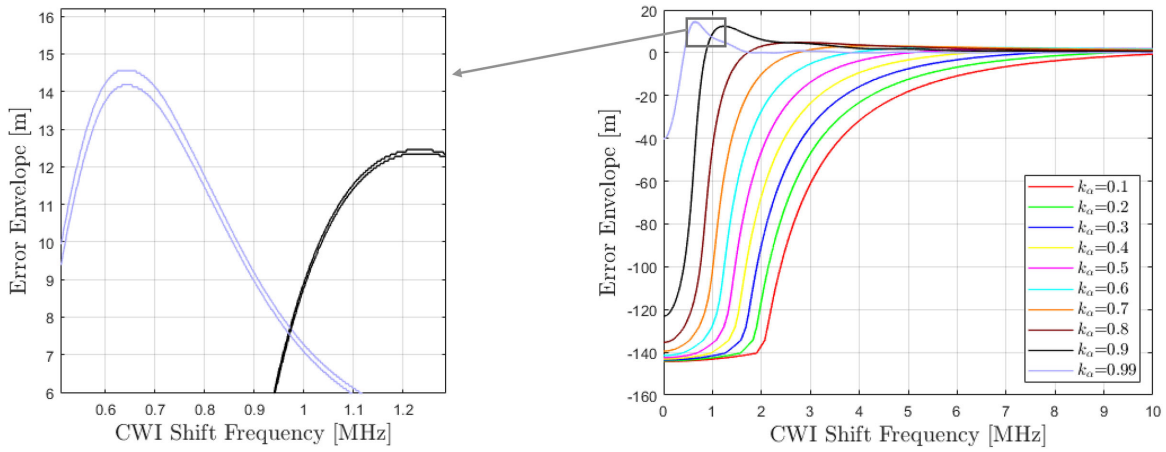 16
15
14
13
12
11
10
9
8
7
6
0.6 0.7 0.8 0.9 1 1.1 1.2
CWI Shift Frequency [MHz]
Error Envelope [m]
20
0
-20
-40
-60
-80
-100
-120
-140
-160
0 1 2 3 4 5 6 7 8 9 10
CWI Shift Frequency [MHz]
Error Envelope [m]
kα=0.1
kα=0.2
kα=0.3
kα=0.4
kα=0.5
kα=0.6
kα=0.7
kα=0.8
kα=0.9
kα=0.99